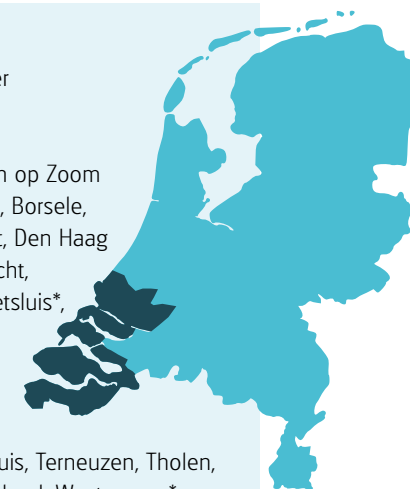 er
n op Zoom
, Borsele,
t, Den Haag
cht,
etsluis*,
uis, Terneuzen, Tholen,